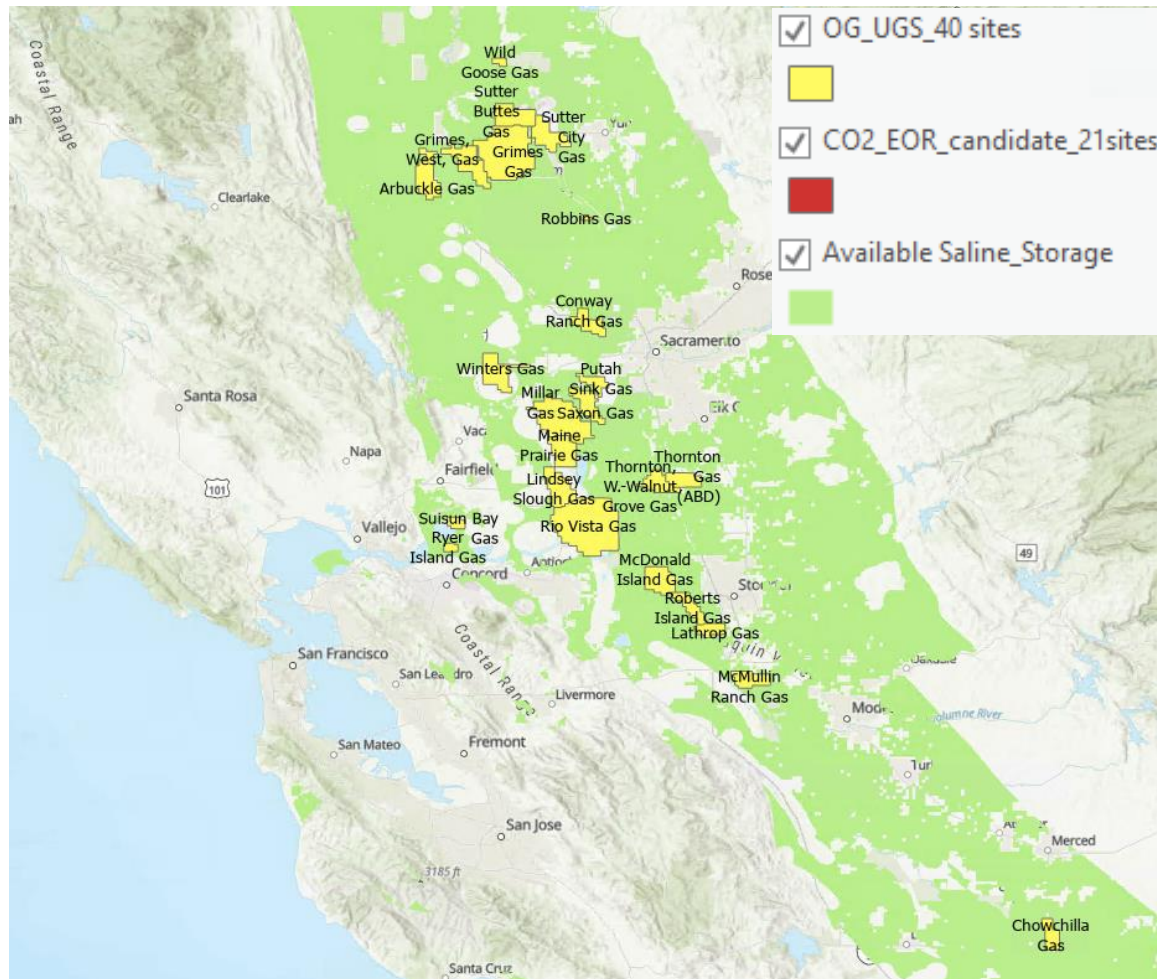 OG_UGS_40 sites
CO2_EOR_candidate_21sites
Available Saline_Storage
Coastal Range
Wild
Goose Gas
Sutter
Buttes
Gas
Sutter
City
Gas
Grimes,
West, Gas
Grimes
Gas
Arbuckle Gas
Clearlake
Robbins Gas
Rose
Conway
Ranch Gas
Sacramento
Winters Gas
Putah
Sink Gas
Santa Rosa
Millar
Gas
Saxon Gas
Elk G
Vaca
Maine
Prairie Gas
Napa
Fairfield
Thornton
Gas
(ABD)
Thornton,
W.-Walnut
Grove Gas
Lindsey
Slough Gas
101
Suisun Bay
Gas
Rio Vista Gas
Vallejo
Ryer
Island Gas
49
McDonald
Island Gas
Concord
Roberts
Island Gas
Lathrop Gas
Coastal Range
San Francisco
McMullin
Ranch Gas
Livermore
San Mateo
Fremont
San Jose
Merced
3185 ft
Chowchilla
Gas
Santa Cruz